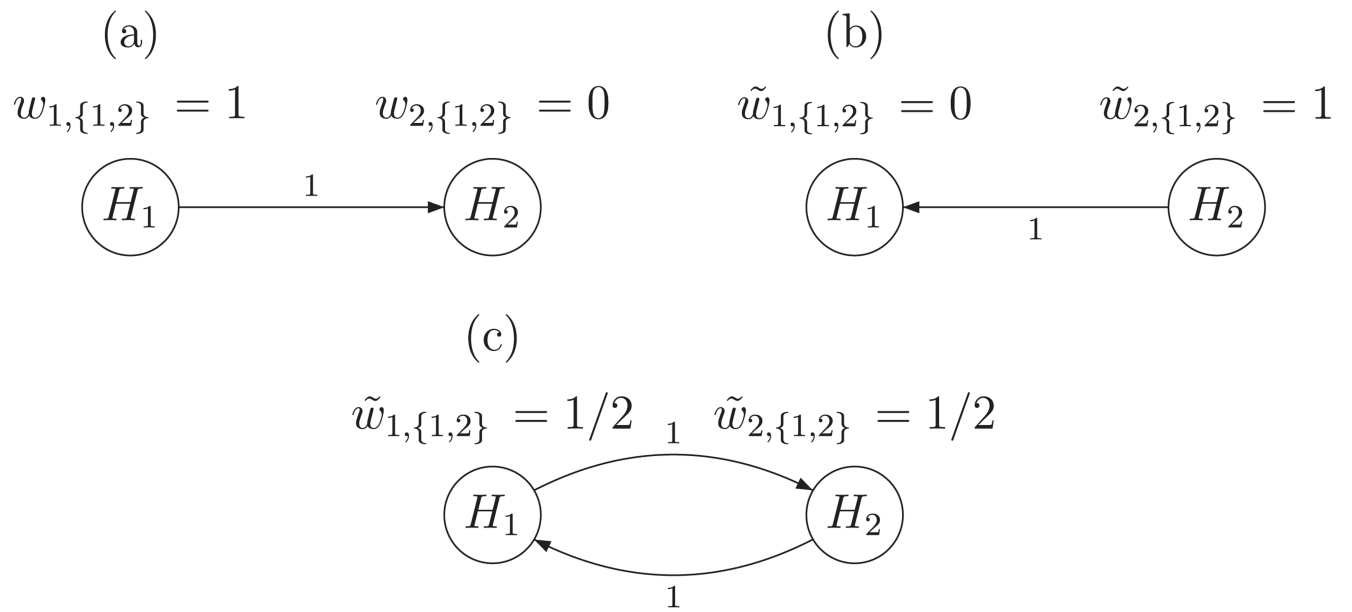 (a) (b)
w_{1,\{1,2\}} = 1 w_{2,\{1,2\}} = 0 \tilde{w}_{1,\{1,2\}} = 0 \tilde{w}_{2,\{1,2\}} = 1
1
H_1 H_2 H_1 H_2
1
(c)
\tilde{w}_{1,\{1,2\}} = 1/2 \tilde{w}_{2,\{1,2\}} = 1/2
1
H_1 H_2
1